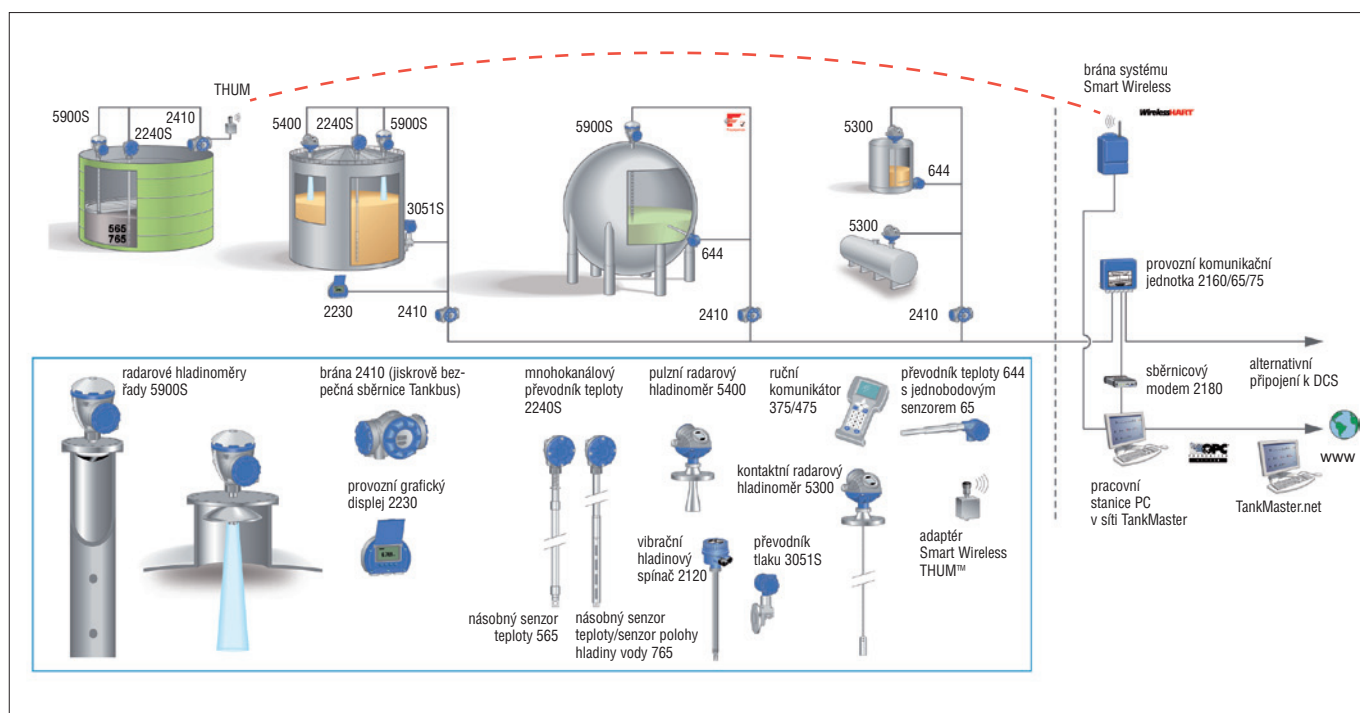 THUM
5900S
2240S
2410
5400
2240S
5900S
3051S
565
765
2230
2410
5900S
644
2410
5300
644
5300
2410
brána systému
Smart Wireless
WirelessHART
provozní komunikační
jednotka 2160/65/75
sběrnicový
modem 2180
alternativní
připojení k DCS
OPC
www
pracovní
stanice PC
v síti TankMaster
TankMaster.net
radarové hladinoměry
řady 5900S
brána 2410 (jiskrově bez-
pečná sběrnice Tankbus)
provozní grafický
displej 2230
mnohokanálový
převodník teploty
2240S
násobný senzor
teploty 565
násobný senzor
teploty/senzor polohy
hladiny vody 765
pulzní radarový
hladinoměr 5400
vibrační
hladinový
spínač 2120
převodník
tlaku 3051S
ruční
komunikátor
375/475
kontaktní radarový
hladinoměr 5300
převodník teploty 644
s jednobodovým
senzorem 65
adaptér
Smart Wireless
THUM™